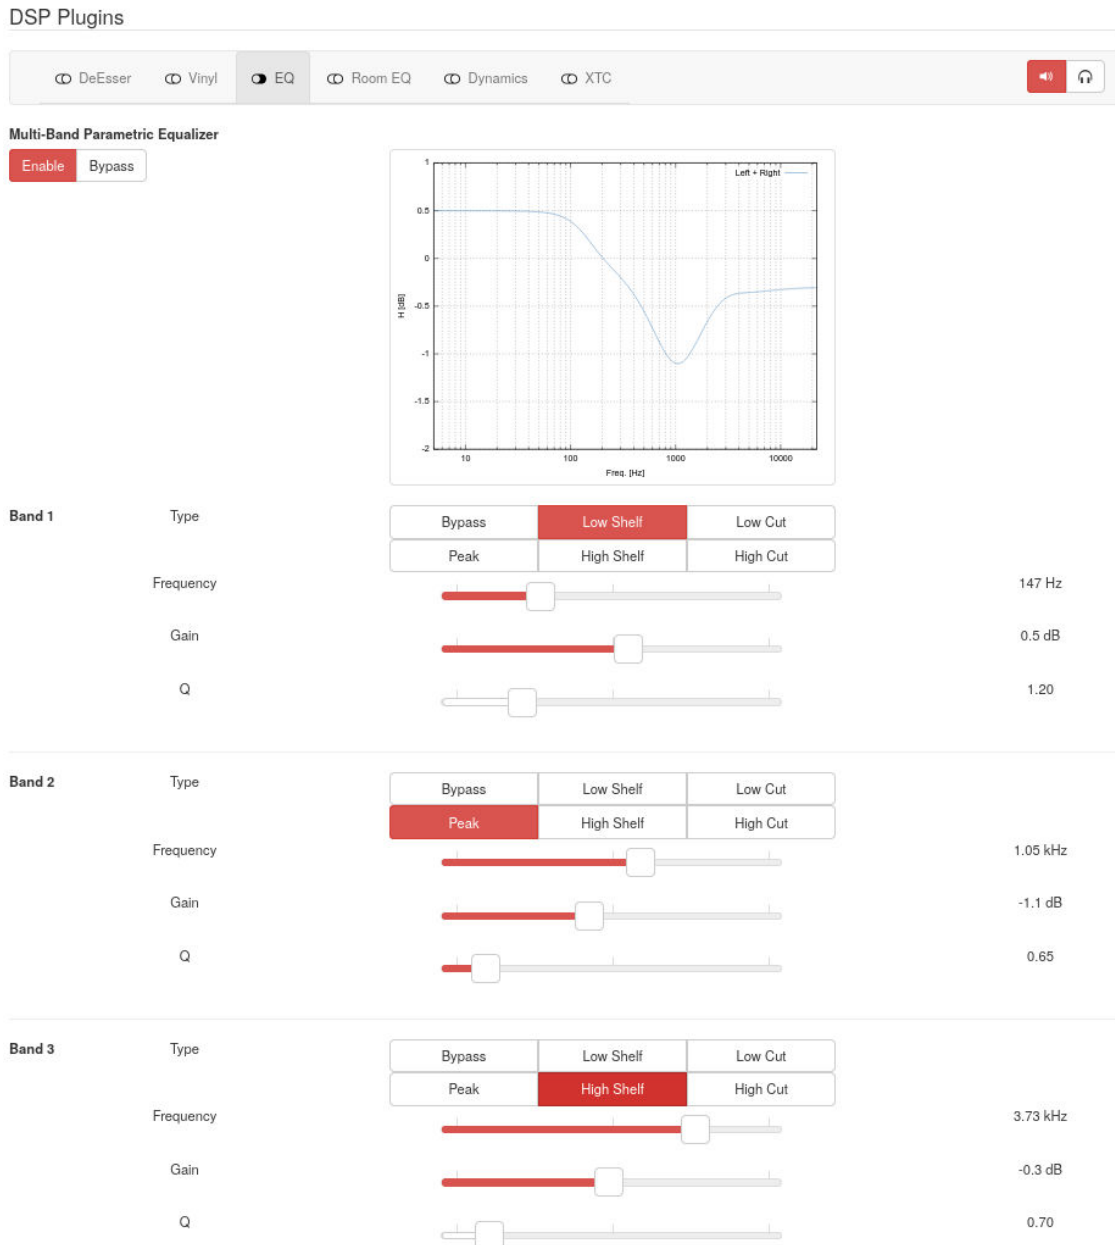 DSP Plugins
DeEsser Vinyl EQ Room EQ Dynamics XTC
Multi-Band Parametric Equalizer
Enable Bypass
Left + Right
1
0.5
0
-0.5
-1
-1.5
-2
H [dB]
10 100 1000 10000
Freq. [Hz]
Band 1 Type Bypass Low Shelf Low Cut
Peak High Shelf High Cut
Frequency 147 Hz
Gain 0.5 dB
Q 1.20
Band 2 Type Bypass Low Shelf Low Cut
Peak High Shelf High Cut
Frequency 1.05 kHz
Gain -1.1 dB
Q 0.65
Band 3 Type Bypass Low Shelf Low Cut
Peak High Shelf High Cut
Frequency 3.73 kHz
Gain -0.3 dB
Q 0.70